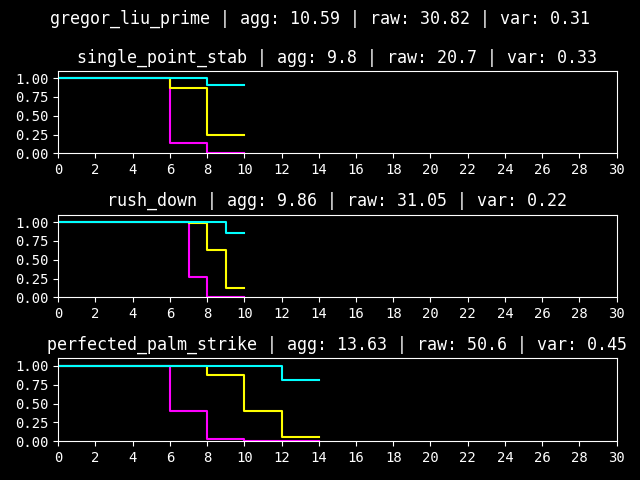 gregor_liu_prime | agg: 10.59 | raw: 30.82 | var: 0.31
single_point_stab | agg: 9.8 | raw: 20.7 | var: 0.33
1.00
0.75
0.50
0.25
0.00
0 2 4 6 8 10 12 14 16 18 20 22 24 26 28 30
rush_down | agg: 9.86 | raw: 31.05 | var: 0.22
1.00
0.75
0.50
0.25
0.00
0 2 4 6 8 10 12 14 16 18 20 22 24 26 28 30
perfected_palm_strike | agg: 13.63 | raw: 50.6 | var: 0.45
1.00
0.75
0.50
0.25
0.00
0 2 4 6 8 10 12 14 16 18 20 22 24 26 28 30